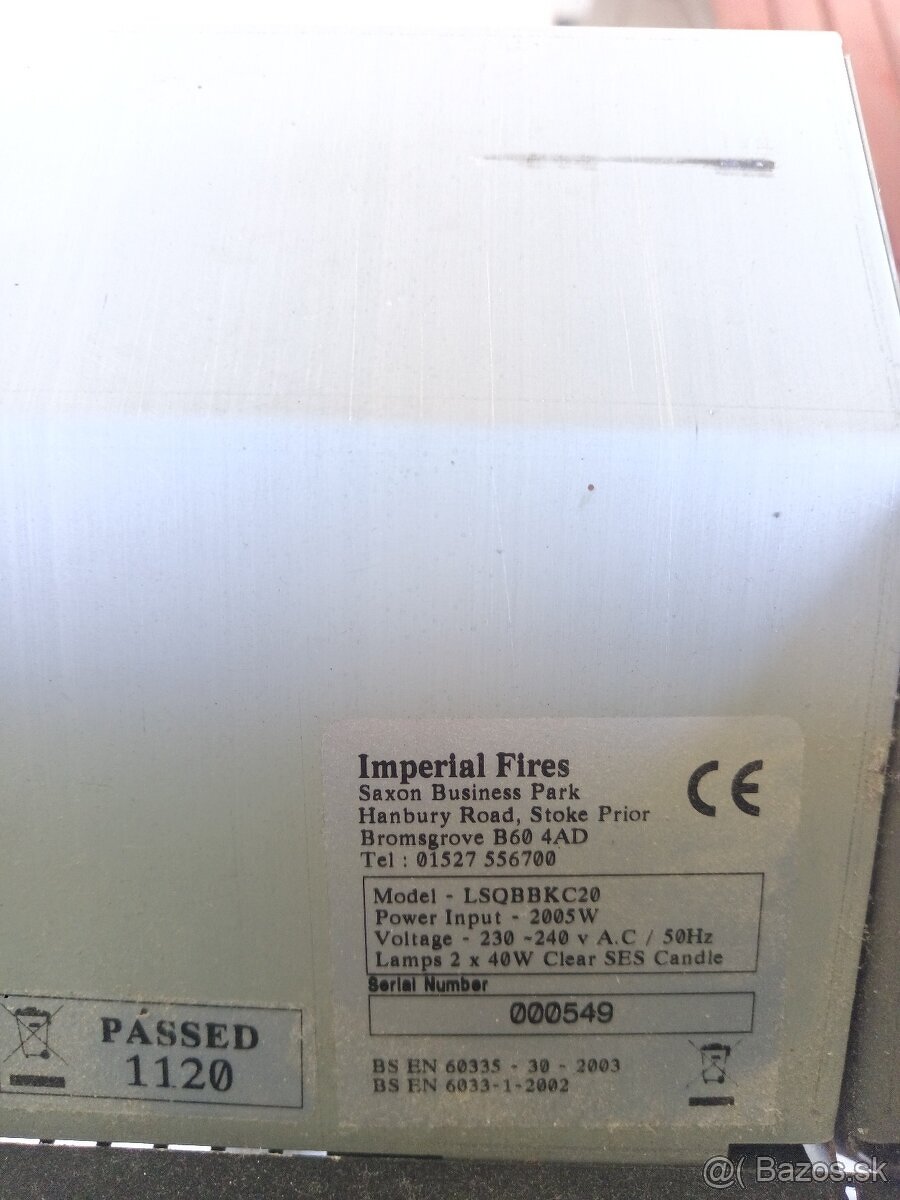 Imperial Fires
Saxon Business Park
Hanbury Road, Stoke Prior
Bromsgrove B60 4AD
Tel : 01527 556700
CE
Model - LSQBBKC20
Power Input - 2005W
Voltage - 230 ~240 v A.C / 50Hz
Lamps 2 x 40W Clear SES Candle
Serial Number
000549
BS EN 60335 - 30 - 2003
BS EN 6033-1-2002
PASSED
1120
@( Bazos.sk